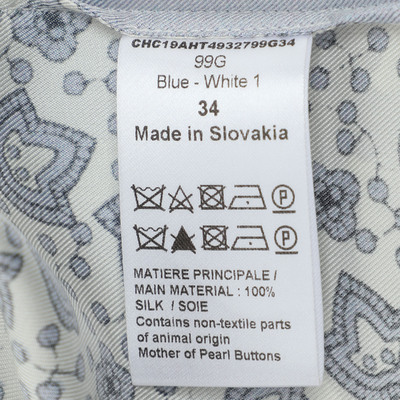 CHC19AHT4932799G34
99G
Blue - White 1
34
Made in Slovakia
P
P
MATIERE PRINCIPALE /
MAIN MATERIAL : 100%
SILK / SOIE
Contains non-textile parts
of animal origin
Mother of Pearl Buttons